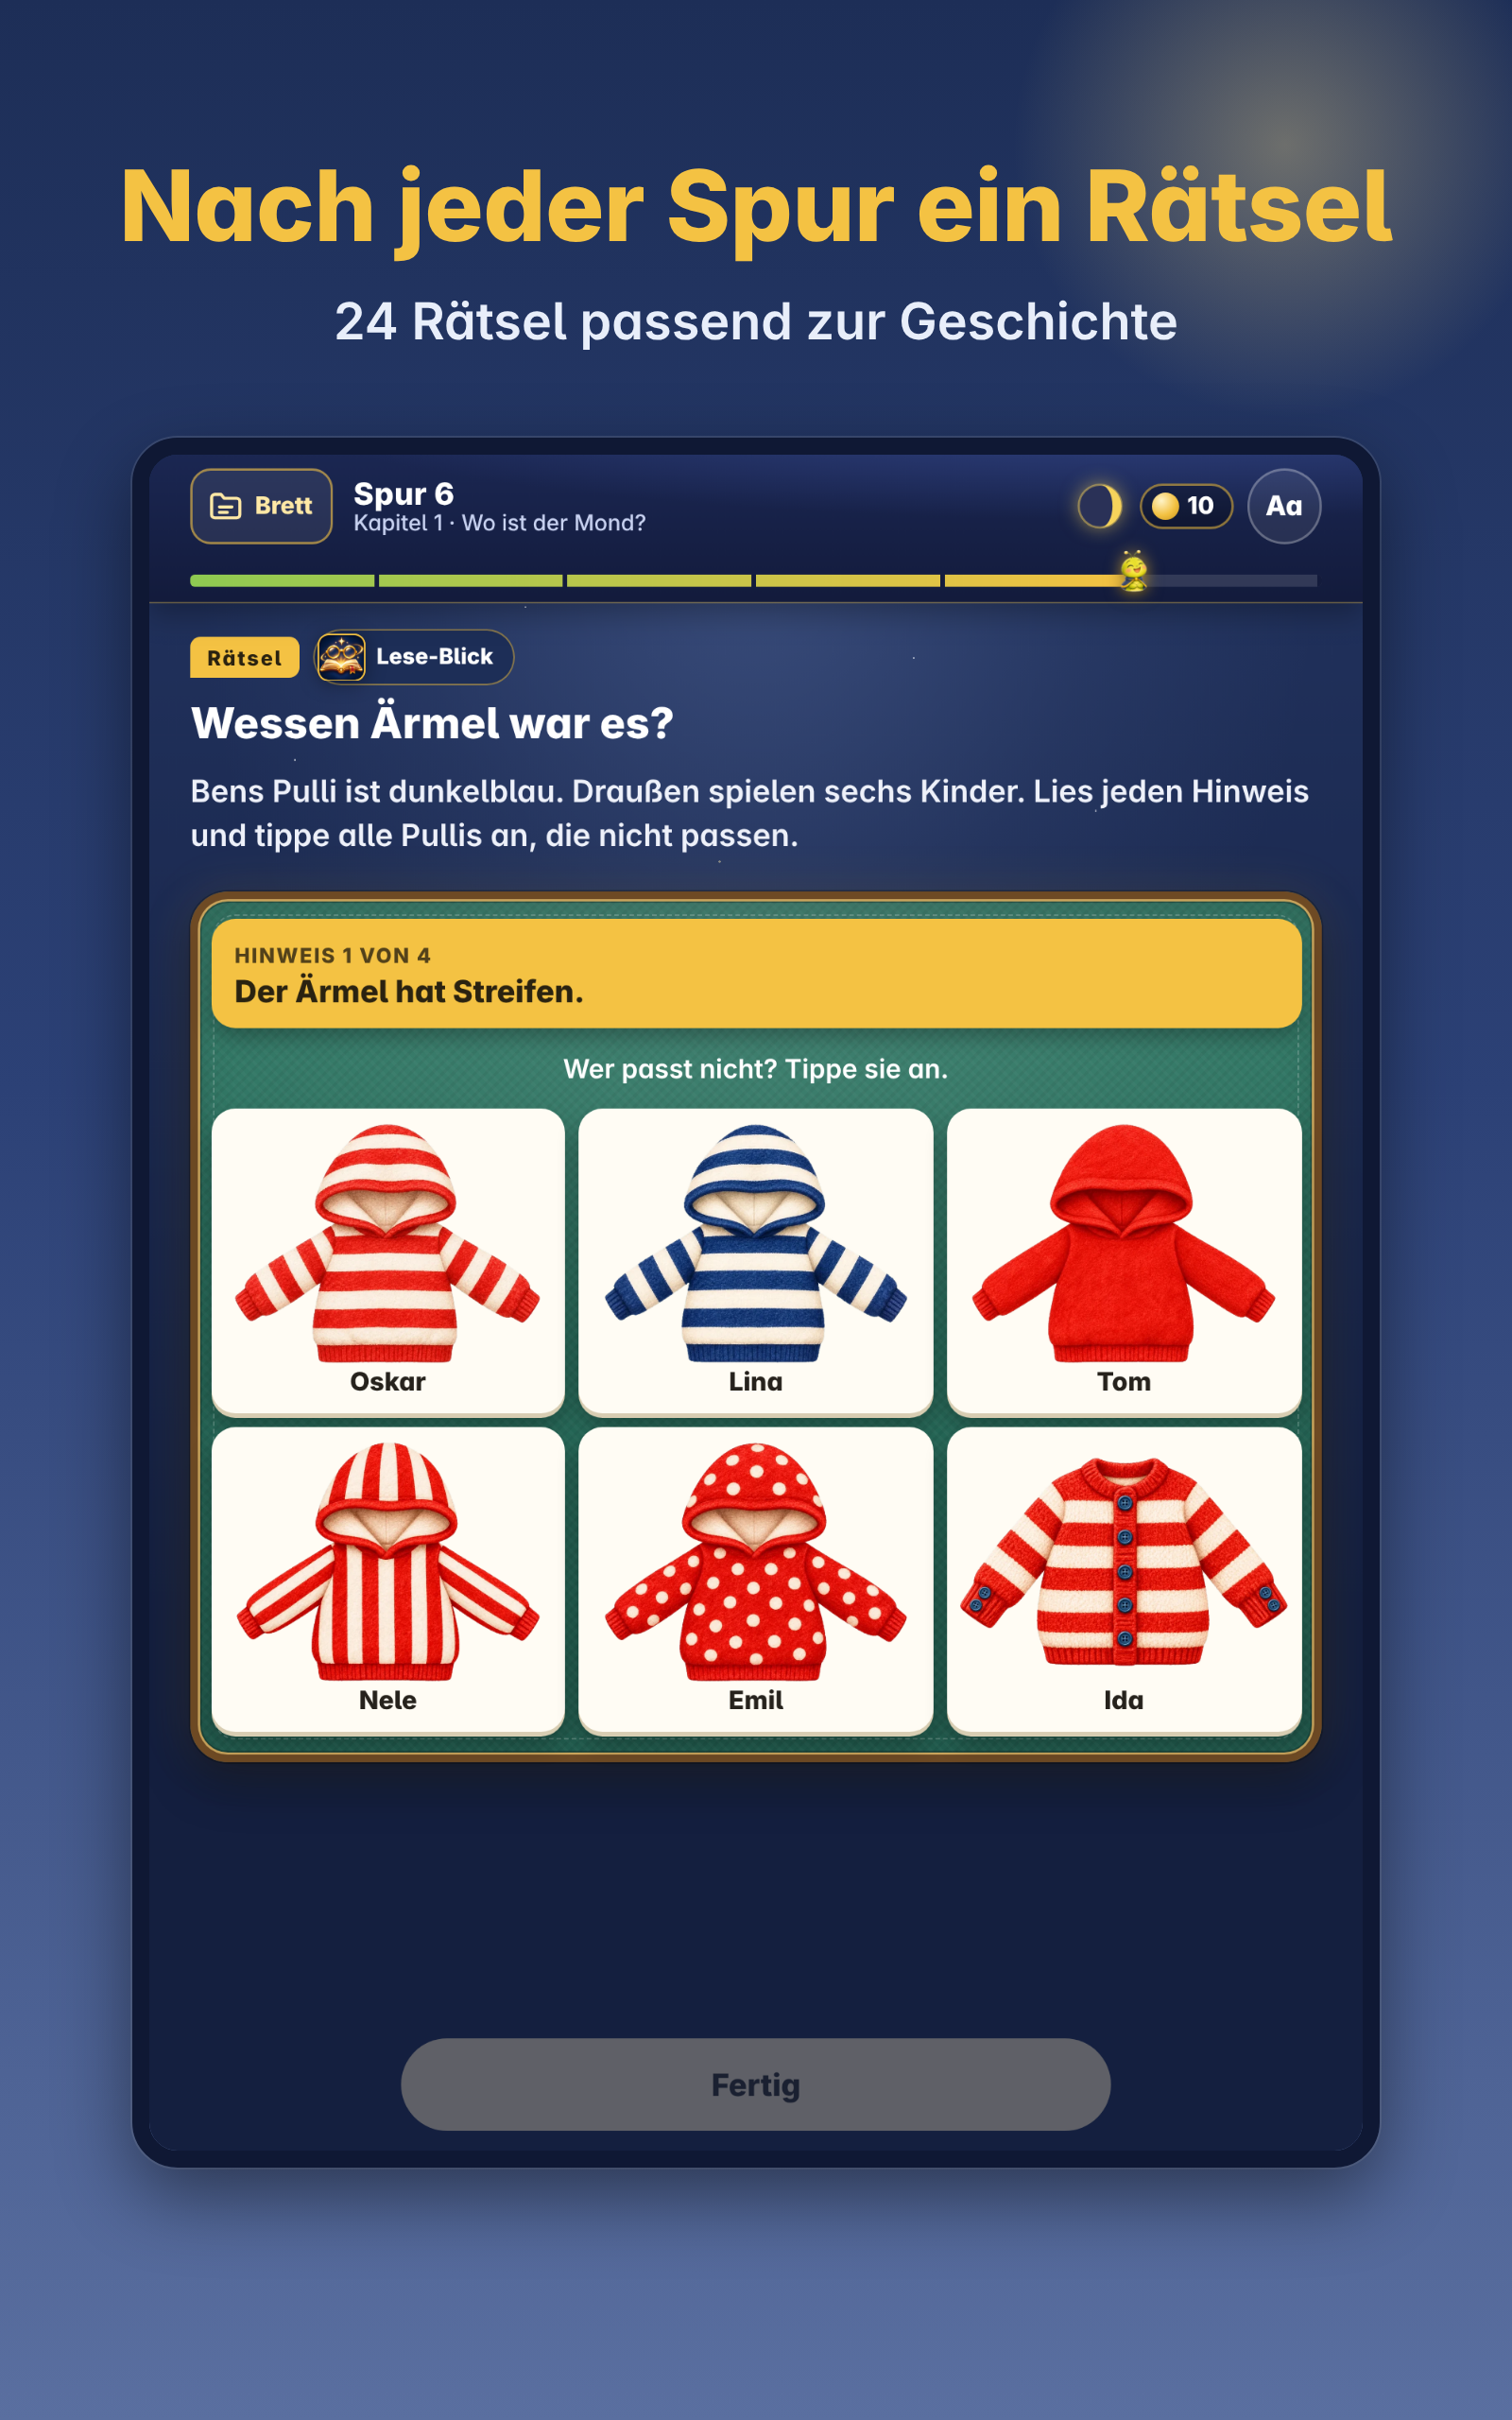 Nach jeder Spur ein Rätsel
24 Rätsel passend zur Geschichte
Brett
Spur 6
Kapitel 1 · Wo ist der Mond?
10
Aa
Rätsel
Lese-Blick
Wessen Ärmel war es?
Bens Pulli ist dunkelblau. Draußen spielen sechs Kinder. Lies jeden Hinweis
und tippe alle Pullis an, die nicht passen.
HINWEIS 1 VON 4
Der Ärmel hat Streifen.
Wer passt nicht? Tippe sie an.
Oskar
Lina
Tom
Nele
Emil
Ida
Fertig